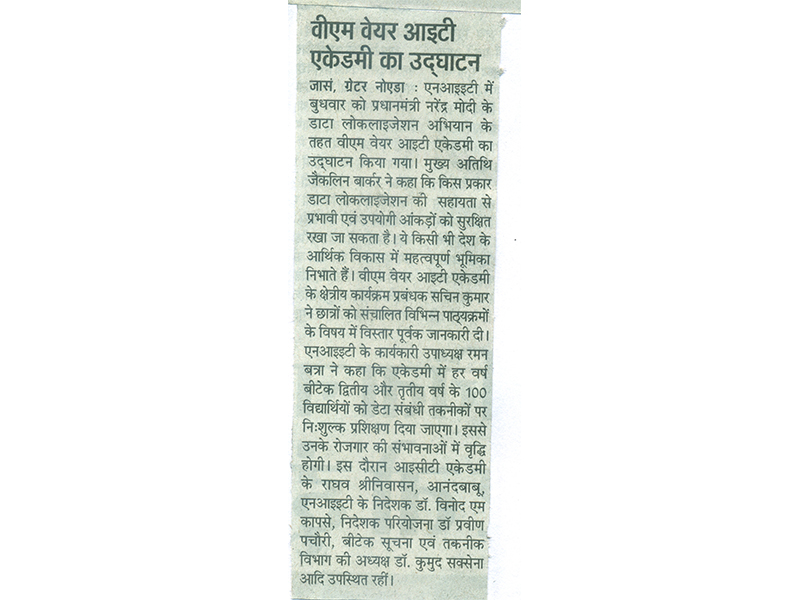 वीएम वेयर आइटी
एकेडमी का उद्घाटन
जासं, ग्रेटर नोएडा : एनआइइटी में
बुधवार को प्रधानमंत्री नरेंद्र मोदी के
डाटा लोकलाइजेशन अभियान के
तहत वीएम वेयर आइटी एकेडमी का
उद्घाटन किया गया। मुख्य अतिथि
जैकलिन बार्कर ने कहा कि किस प्रकार
डाटा लोकलाइजेशन की सहायता से
प्रभावी एवं उपयोगी आंकड़ों को सुरक्षित
रखा जा सकता है। ये किसी भी देश के
आर्थिक विकास में महत्वपूर्ण भूमिका
निभाते हैं। वीएम वेयर आइटी एकेडमी
के क्षेत्रीय कार्यक्रम प्रबंधक सचिन कुमार
ने छात्रों को संचालित विभिन्न पाठ्यक्रमों
के विषय में विस्तार पूर्वक जानकारी दी।
एनआइइटी के कार्यकारी उपाध्यक्ष रमन
बत्रा ने कहा कि एकेडमी में हर वर्ष
बीटेक द्वितीय और तृतीय वर्ष के 100
विद्यार्थियों को डेटा संबंधी तकनीकों पर
निःशुल्क प्रशिक्षण दिया जाएगा। इससे
उनके रोजगार की संभावनाओं में वृद्धि
होगी। इस दौरान आइसीटी एकेडमी
के राघव श्रीनिवासन, आनंदबाबू,
एनआइइटी के निदेशक डॉ. विनोद एम
कापसे, निदेशक परियोजना डॉ प्रवीण
पचौरी, बीटेक सूचना एवं तकनीक
विभाग की अध्यक्ष डॉ. कुमुद सक्सेना
आदि उपस्थित रहीं।